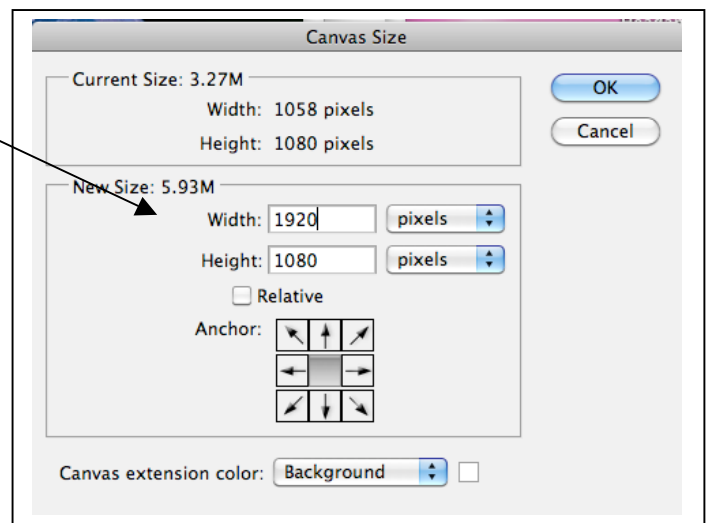 Canvas Size
Current Size: 3.27M
Width: 1058 pixels
Height: 1080 pixels
OK
Cancel
New Size: 5.93M
Width: 1920 pixels
Height: 1080 pixels
Relative
Anchor:
Canvas extension color: Background